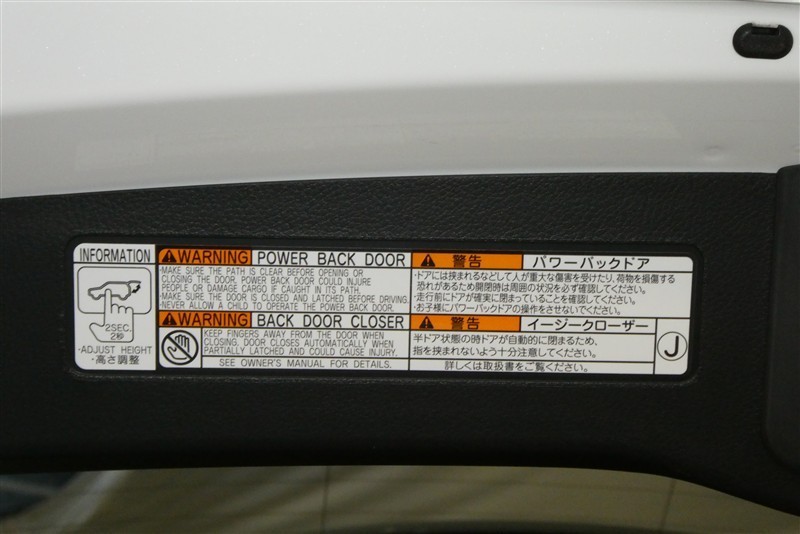 INFORMATION
2SEC.
2秒
·ADJUST HEIGHT
·高さ調整
WARNING POWER BACK DOOR
·MAKE SURE THE PATH IS CLEAR BEFORE OPENING OR
CLOSING THE DOOR. POWER BACK DOOR COULD INJURE
PEOPLE OR DAMAGE CARGO IF CAUGHT IN ITS PATH.
·MAKE SURE THE DOOR IS CLOSED AND LATCHED BEFORE DRIVING.
·NEVER ALLOW A CHILD TO OPERATE THE POWER BACK DOOR.
WARNING BACK DOOR CLOSER
KEEP FINGERS AWAY FROM THE DOOR WHEN
CLOSING. DOOR CLOSES AUTOMATICALLY WHEN
PARTIALLY LATCHED AND COULD CAUSE INJURY.
SEE OWNER'S MANUAL FOR DETAILS.
警告 パワーバックドア
·ドアには挟まれるなどして人が重大な傷害を受けたり、荷物を損傷する
恐れがあるため開閉時は周囲の状況を必ず確認してください。
·走行前にドアが確実に閉まっていることを確認してください。
·お子様にパワーバックドアの操作をさせないでください。
警告 イージークローザー
半ドア状態の時ドアが自動的に閉まるため、
指を挟まれないよう十分注意してください。
詳しくは取扱書をご覧ください。
J